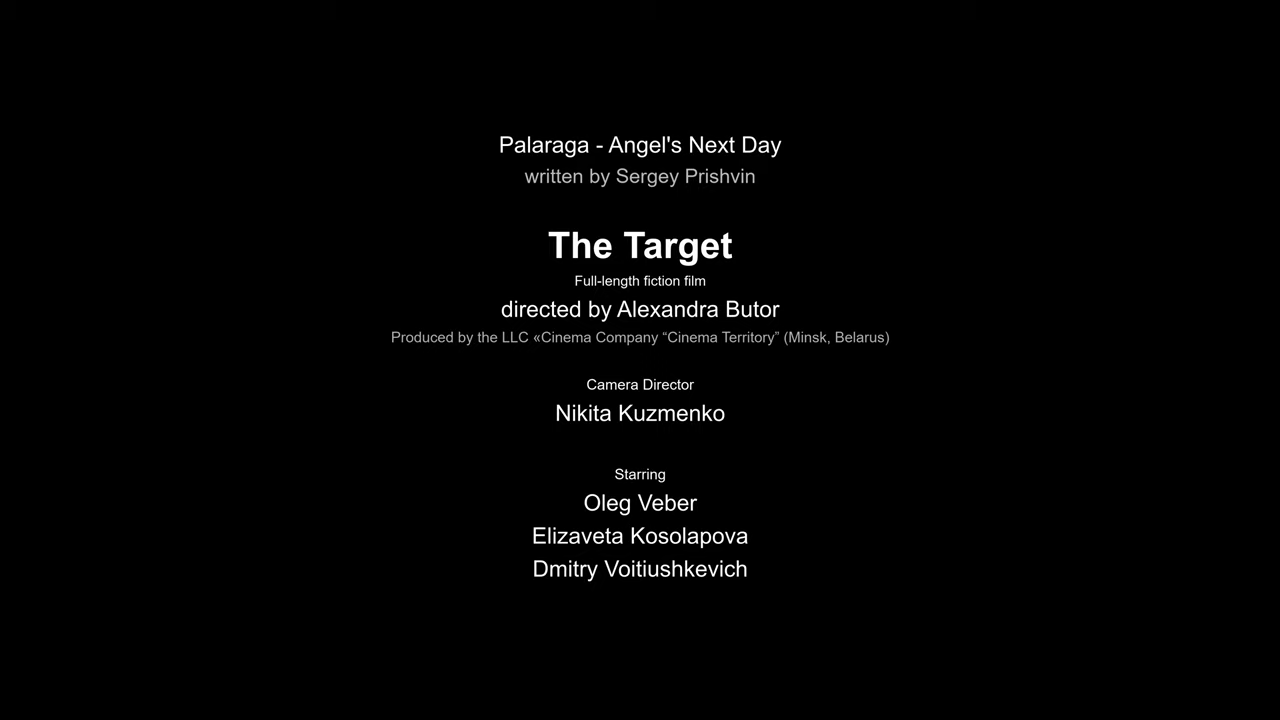 Palaraga - Angel's Next Day
written by Sergey Prishvin
The Target
Full-length fiction film
directed by Alexandra Butor
Produced by the LLC «Cinema Company “Cinema Territory” (Minsk, Belarus)
Camera Director
Nikita Kuzmenko
Starring
Oleg Veber
Elizaveta Kosolapova
Dmitry Voitiushkevich